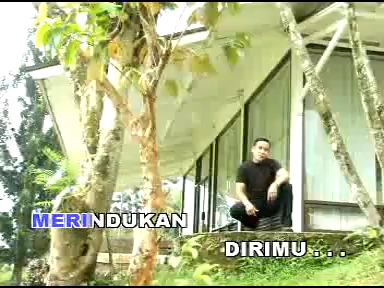 MERINDUKAN
DIRIMU . . .